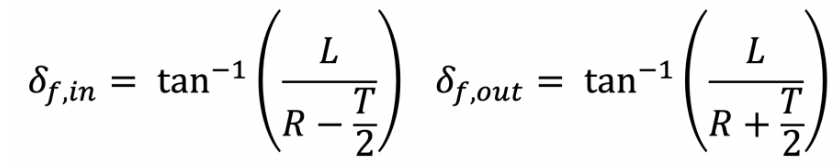 δ_{f,in} = tan⁻¹(L / (R − T/2))   δ_{f,out} = tan⁻¹(L / (R + T/2))